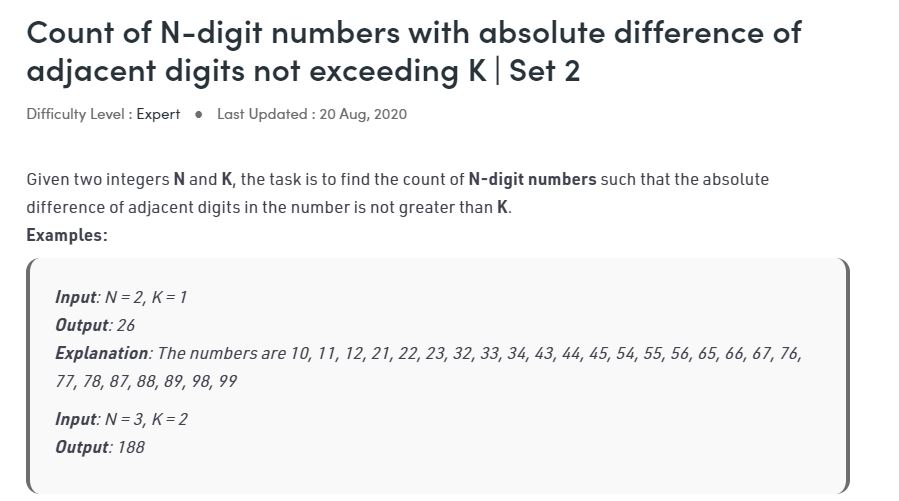 Count of N-digit numbers with absolute difference of
adjacent digits not exceeding K | Set 2
Difficulty Level : Expert ● Last Updated : 20 Aug, 2020
Given two integers N and K, the task is to find the count of N-digit numbers such that the absolute
difference of adjacent digits in the number is not greater than K.
Examples:
Input: N = 2, K = 1
Output: 26
Explanation: The numbers are 10, 11, 12, 21, 22, 23, 32, 33, 34, 43, 44, 45, 54, 55, 56, 65, 66, 67, 76,
77, 78, 87, 88, 89, 98, 99
Input: N = 3, K = 2
Output: 188